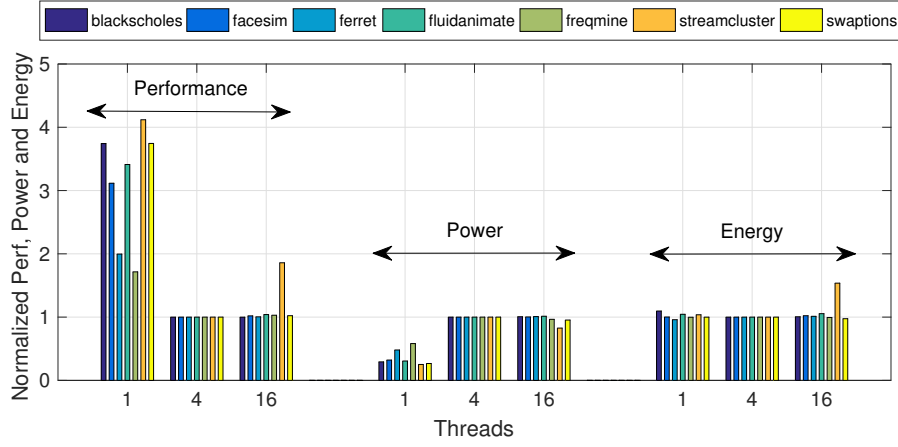 blackscholes facesim ferret fluidanimate freqmine streamcluster swaptions
Normalized Perf, Power and Energy
5
4
3
2
1
0
Performance
Power
Energy
1 4 16 1 4 16 1 4 16
Threads